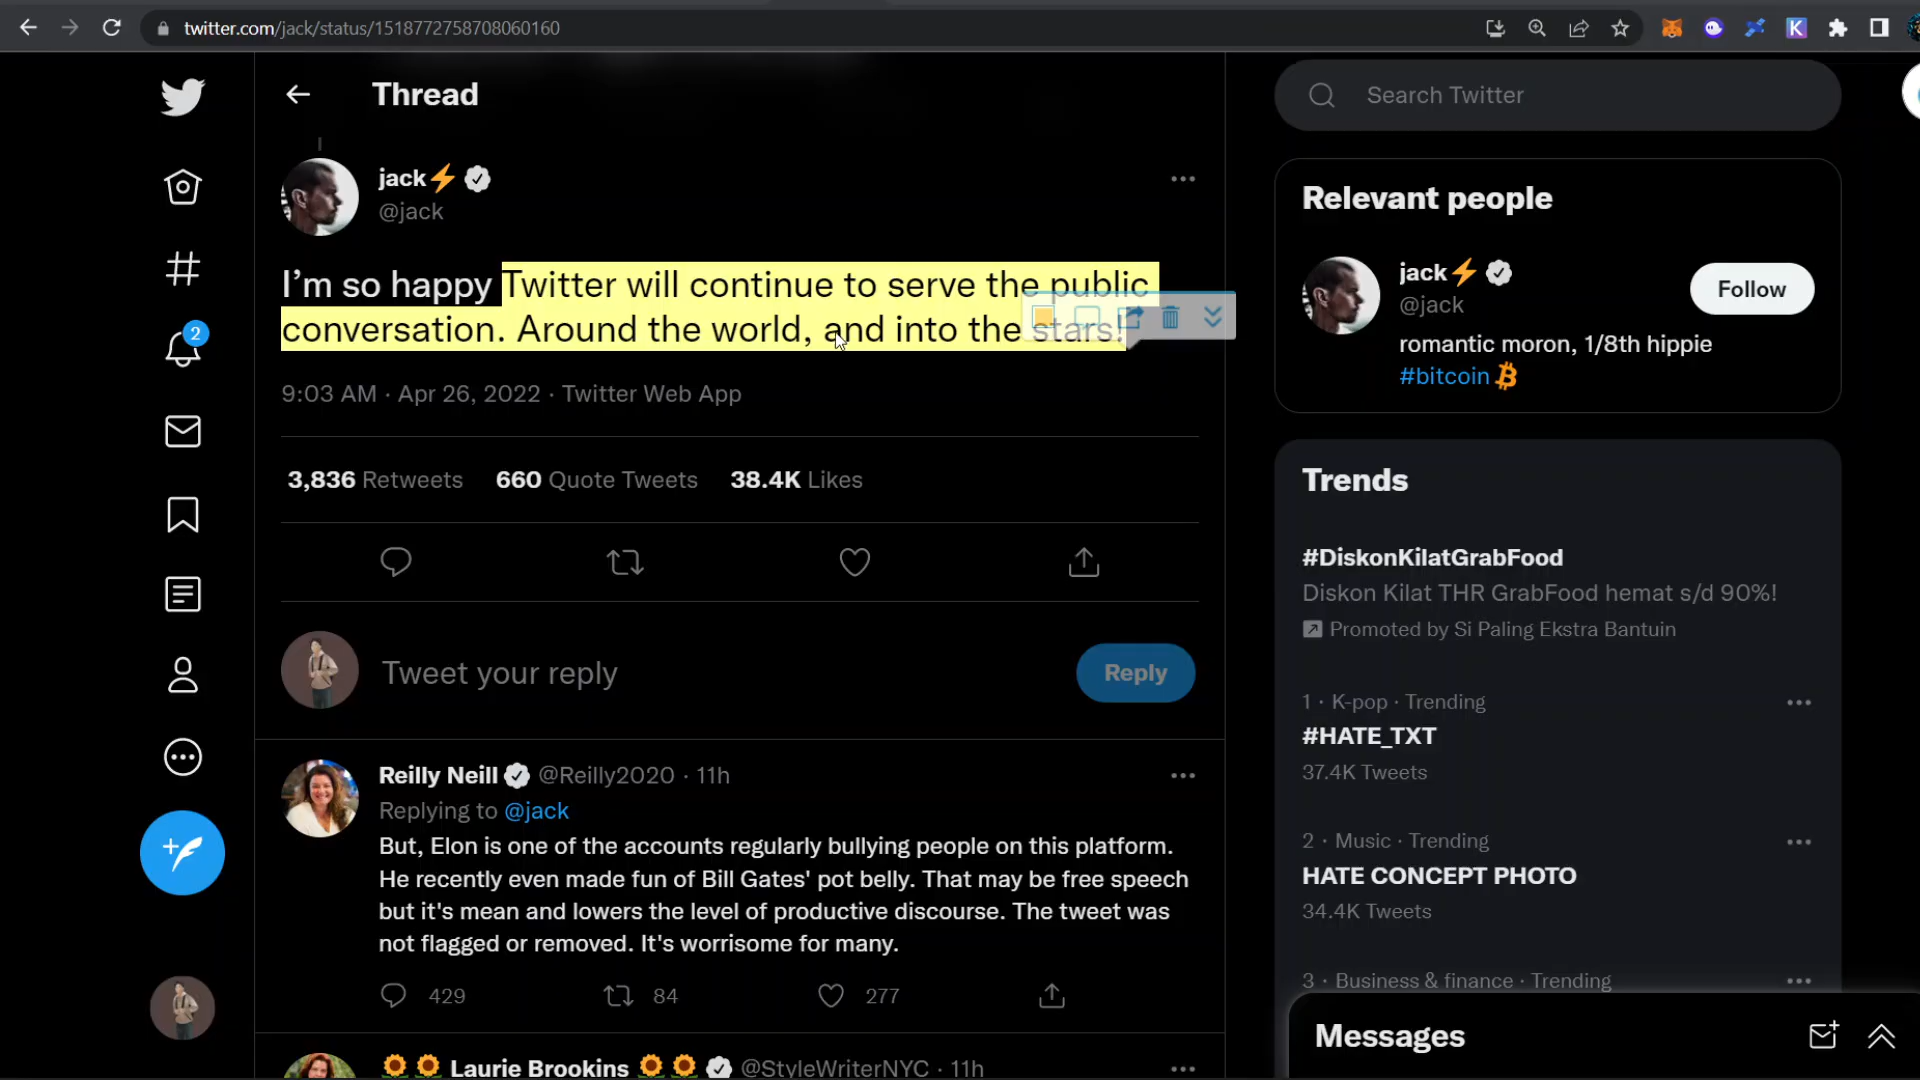 twitter.com/jack/status/1518772758708060160
Thread
Search Twitter
jack⚡
@jack
I'm so happy Twitter will continue to serve the public
conversation. Around the world, and into the stars!
9:03 AM · Apr 26, 2022 · Twitter Web App
3,836 Retweets 660 Quote Tweets 38.4K Likes
Tweet your reply
Reply
Reilly Neill @Reilly2020 · 11h
Replying to @jack
But, Elon is one of the accounts regularly bullying people on this platform.
He recently even made fun of Bill Gates' pot belly. That may be free speech
but it's mean and lowers the level of productive discourse. The tweet was
not flagged or removed. It's worrisome for many.
429 84 277
🌻🌻 Laurie Brookins 🌻🌻 @StyleWriterNYC · 11h
2
K
Relevant people
jack⚡
@jack
Follow
romantic moron, 1/8th hippie
#bitcoin
Trends
#DiskonKilatGrabFood
Diskon Kilat THR GrabFood hemat s/d 90%!
Promoted by Si Paling Ekstra Bantuin
1 · K-pop · Trending
#HATE_TXT
37.4K Tweets
2 · Music · Trending
HATE CONCEPT PHOTO
34.4K Tweets
3 · Business & finance · Trending
Messages